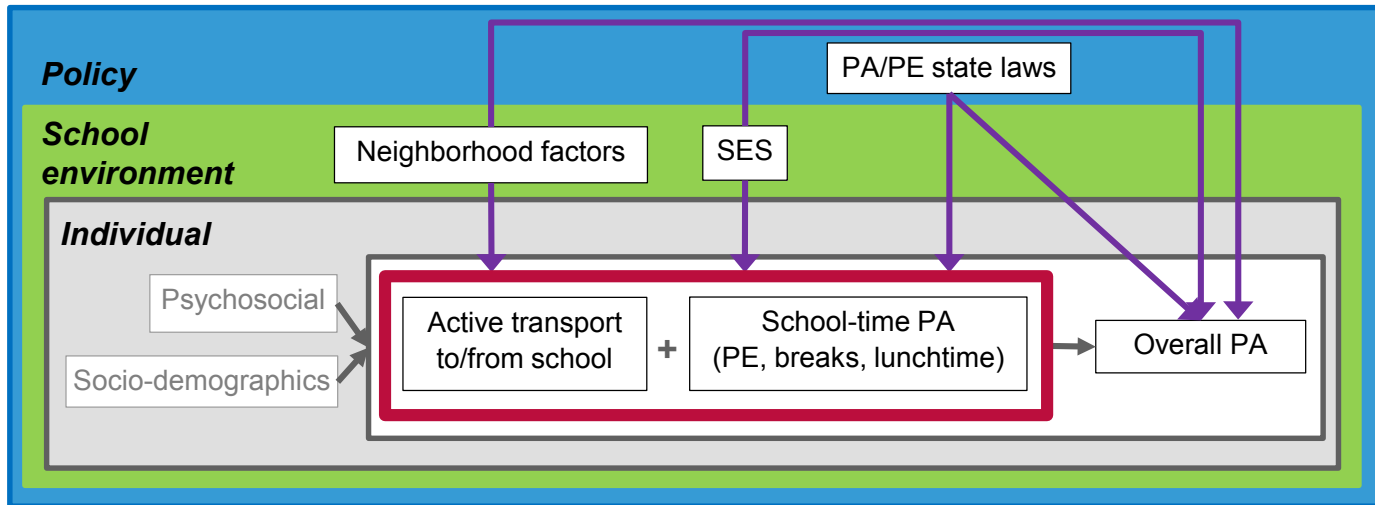 Policy
PA/PE state laws
School
environment
Neighborhood factors
SES
Individual
Psychosocial
Socio-demographics
Active transport
to/from school
+
School-time PA
(PE, breaks, lunchtime)
Overall PA